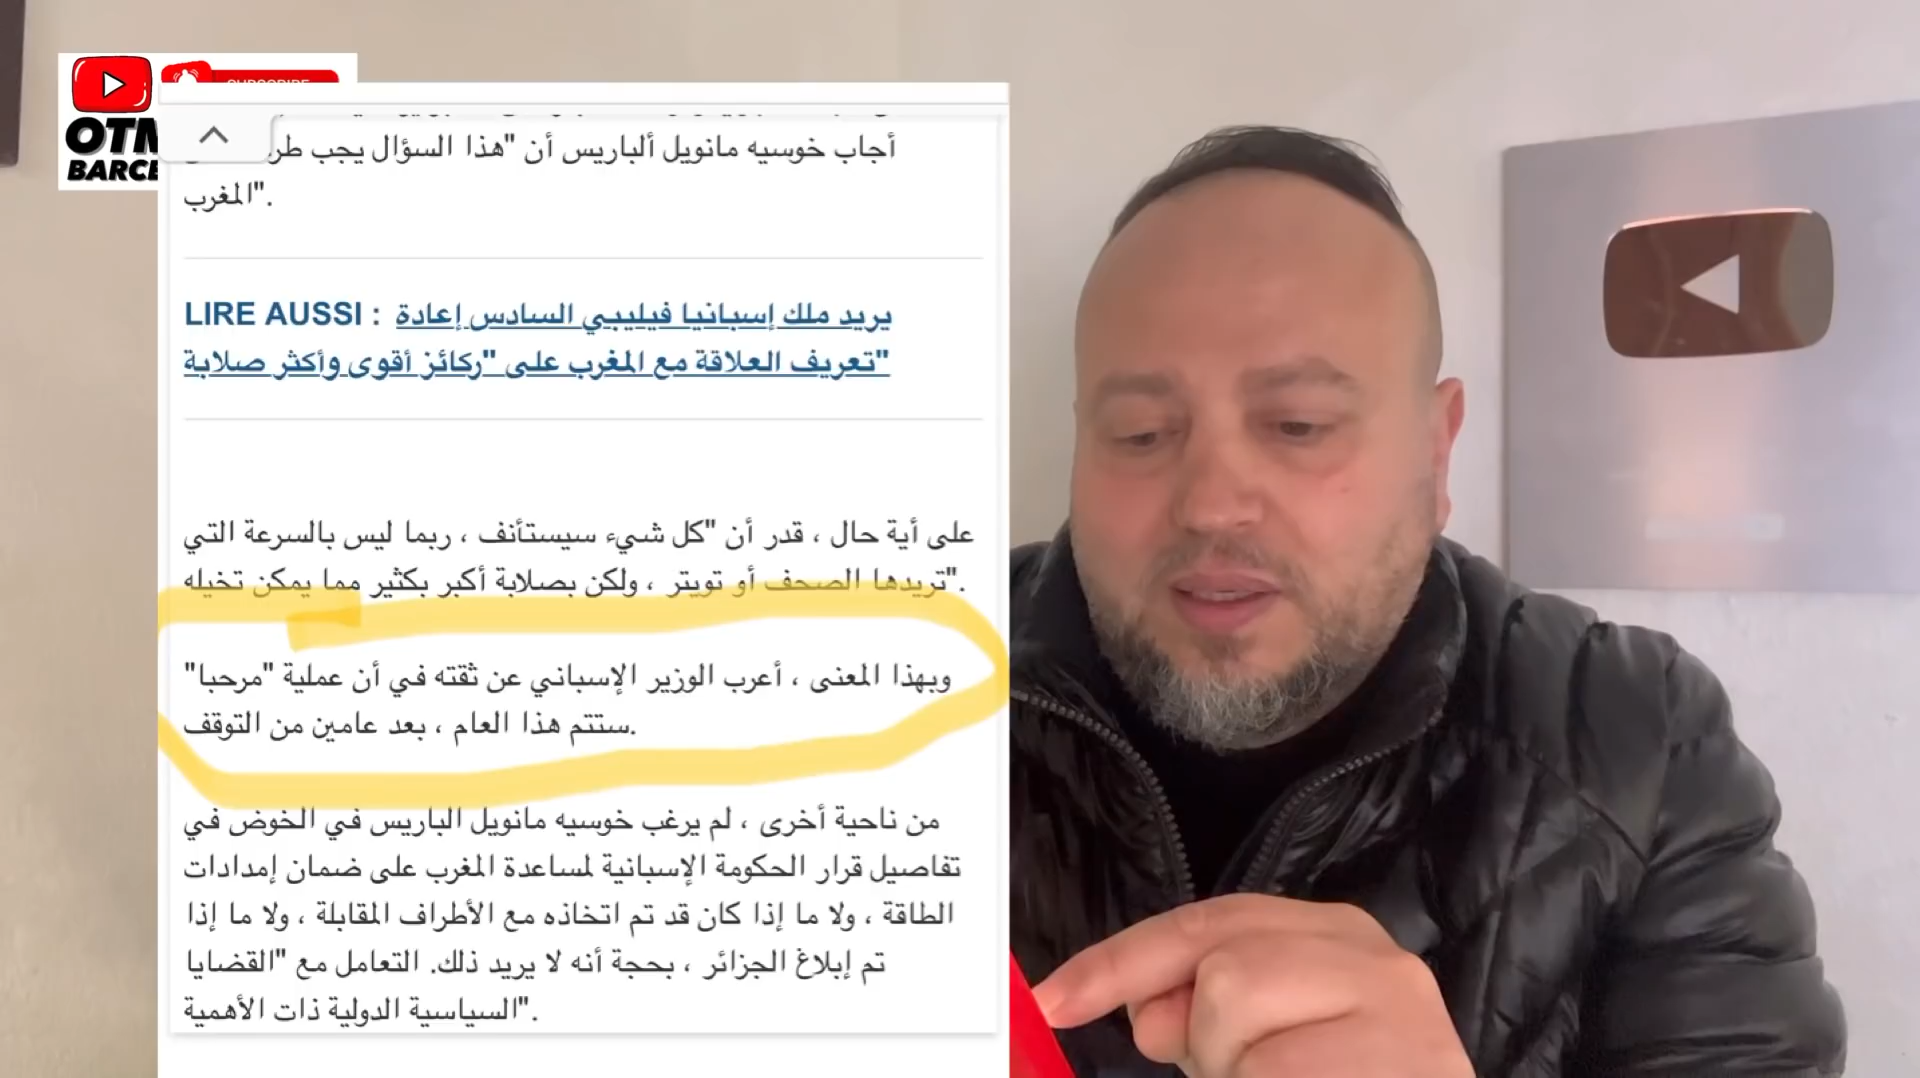 OTM
BARCE
أجاب خوسيه مانويل ألباريس أن "هذا السؤال يجب
المغرب".
LIRE AUSSI : يريد ملك إسبانيا فيليبي السادس إعادة
تعريف العلاقة مع المغرب على "ركائز أقوى وأكثر صلابة"
على أية حال ، قدر أن "كل شيء سيستأنف ، ربما ليس بالسرعة التي
تريدها الصحف أو تويتر ، ولكن بصلابة أكبر بكثير مما يمكن تخيله".
وبهذا المعنى ، أعرب الوزير الإسباني عن ثقته في أن عملية "مرحبا"
ستتم هذا العام ، بعد عامين من التوقف.
من ناحية أخرى ، لم يرغب خوسيه مانويل الباريس في الخوض في
تفاصيل قرار الحكومة الإسبانية لمساعدة المغرب على ضمان إمدادات
الطاقة ، ولا ما إذا كان قد تم اتخاذه مع الأطراف المقابلة ، ولا ما إذا
تم إبلاغ الجزائر ، بحجة أنه لا يريد ذلك. التعامل مع "القضايا
السياسية الدولية ذات الأهمية".